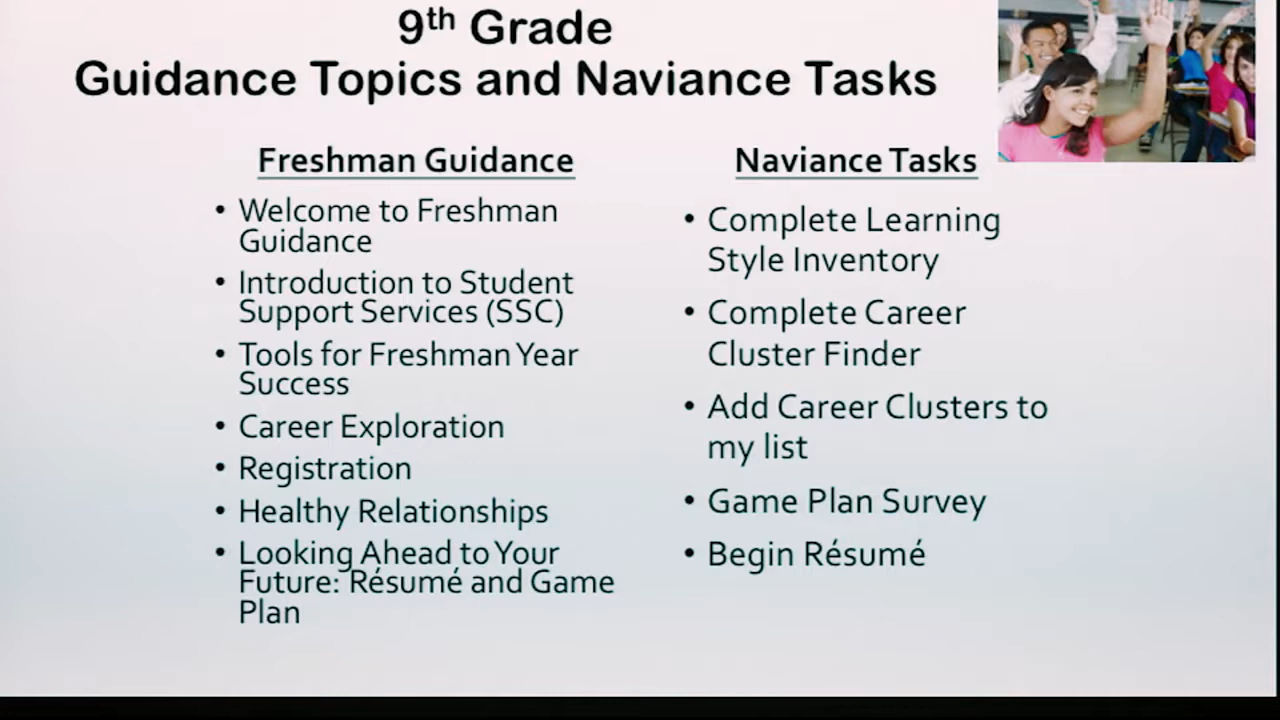 9th Grade
Guidance Topics and Naviance Tasks
Freshman Guidance
• Welcome to Freshman
Guidance
• Introduction to Student
Support Services (SSC)
• Tools for Freshman Year
Success
• Career Exploration
• Registration
• Healthy Relationships
• Looking Ahead to Your
Future: Résumé and Game
Plan
Naviance Tasks
• Complete Learning
Style Inventory
• Complete Career
Cluster Finder
• Add Career Clusters to
my list
• Game Plan Survey
• Begin Résumé